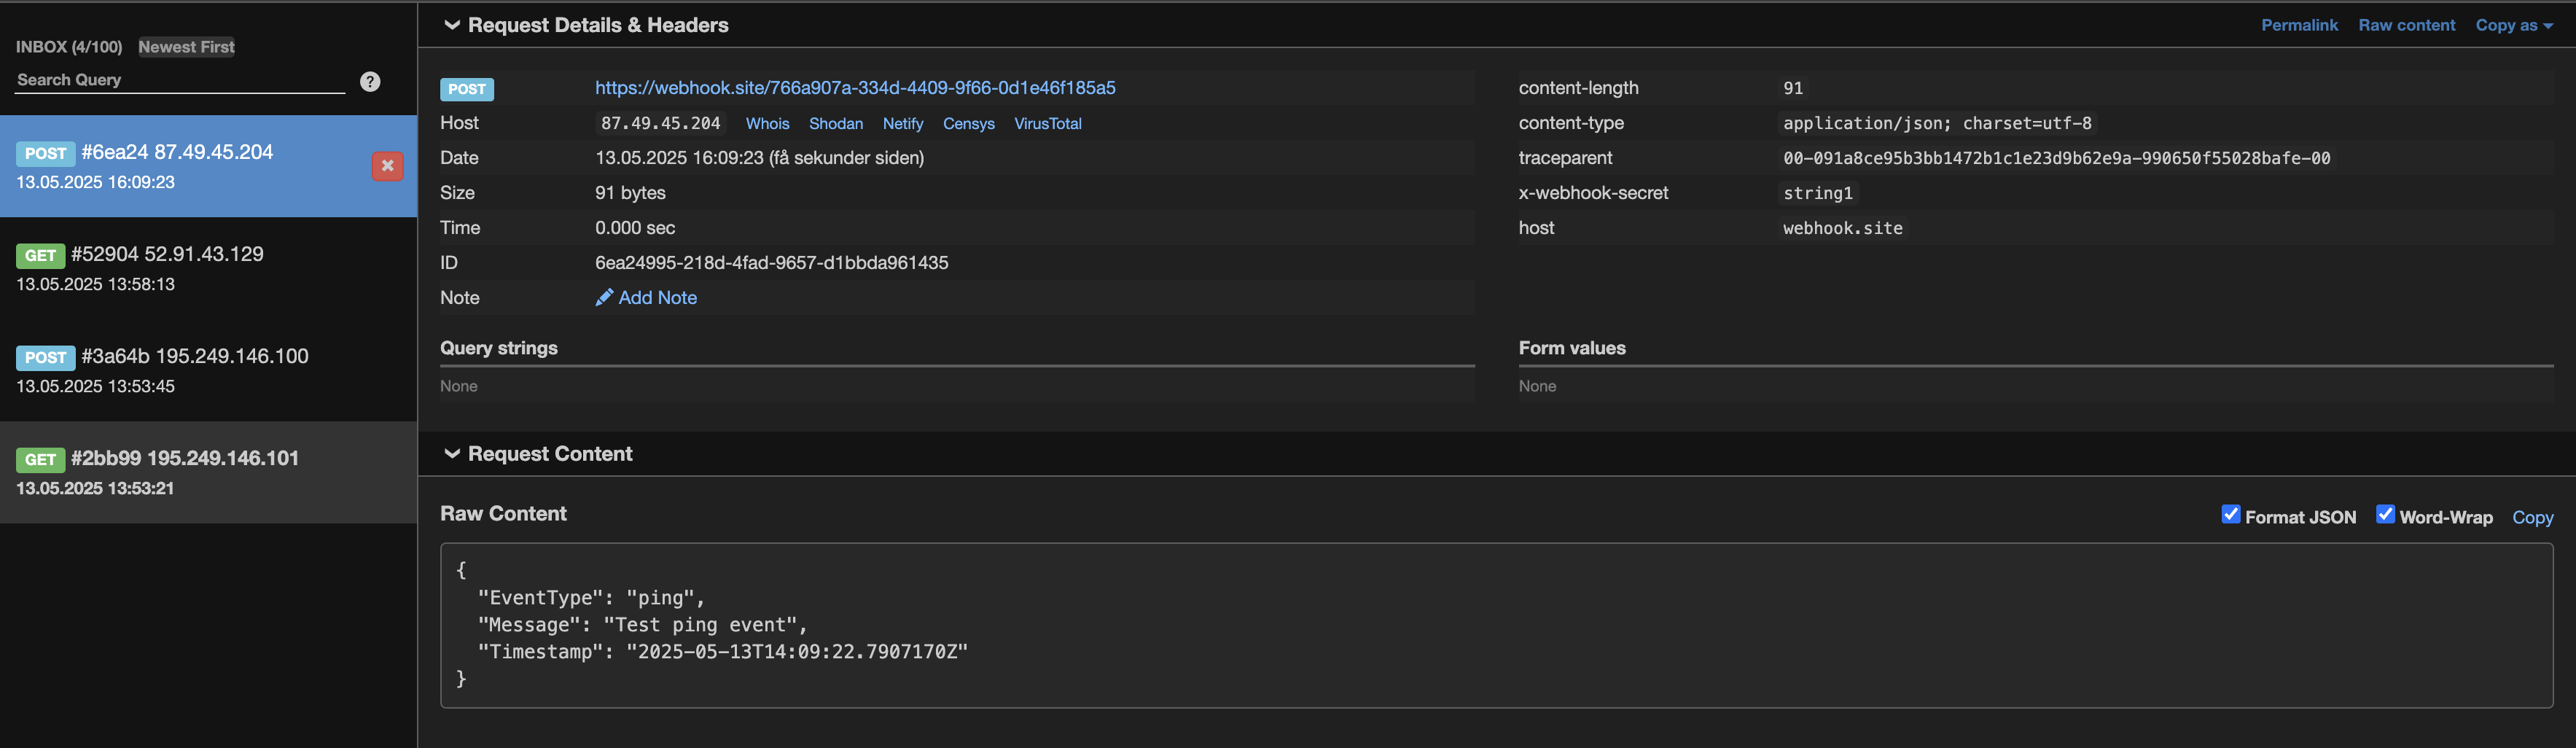 INBOX (4/100) Newest First
Search Query
?
POST #6ea24 87.49.45.204
13.05.2025 16:09:23
GET #52904 52.91.43.129
13.05.2025 13:58:13
POST #3a64b 195.249.146.100
13.05.2025 13:53:45
GET #2bb99 195.249.146.101
13.05.2025 13:53:21
Request Details & Headers
Permalink Raw content Copy as
POST https://webhook.site/766a907a-334d-4409-9f66-0d1e46f185a5
Host 87.49.45.204 Whois Shodan Netify Censys VirusTotal
Date 13.05.2025 16:09:23 (få sekunder siden)
Size 91 bytes
Time 0.000 sec
ID 6ea24995-218d-4fad-9657-d1bbda961435
Note Add Note
content-length 91
content-type application/json; charset=utf-8
traceparent 00-091a8ce95b3bb1472b1c1e23d9b62e9a-990650f55028bafe-00
x-webhook-secret string1
host webhook.site
Query strings
None
Form values
None
Request Content
Raw Content
Format JSON Word-Wrap Copy
{
"EventType": "ping",
"Message": "Test ping event",
"Timestamp": "2025-05-13T14:09:22.7907170Z"
}